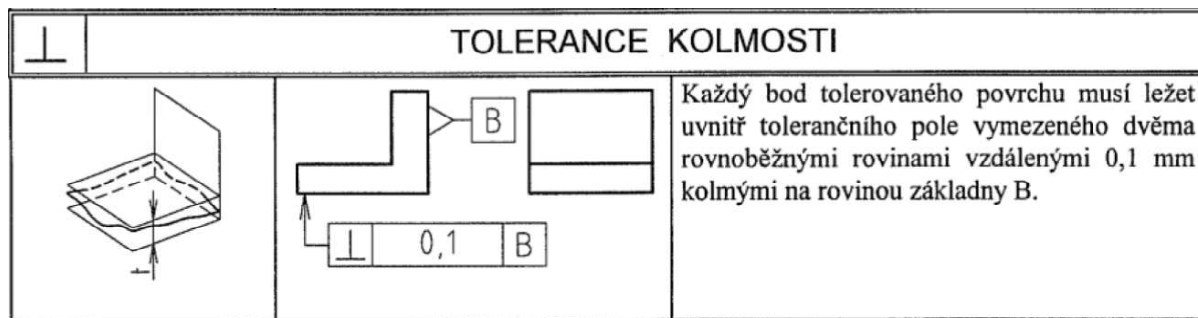 ⊥ TOLERANCE KOLMOSTI
t
B
⊥ 0,1 B
Každý bod tolerovaného povrchu musí ležet
uvnitř tolerančního pole vymezeného dvěma
rovnoběžnými rovinami vzdálenými 0,1 mm
kolmými na rovinou základny B.